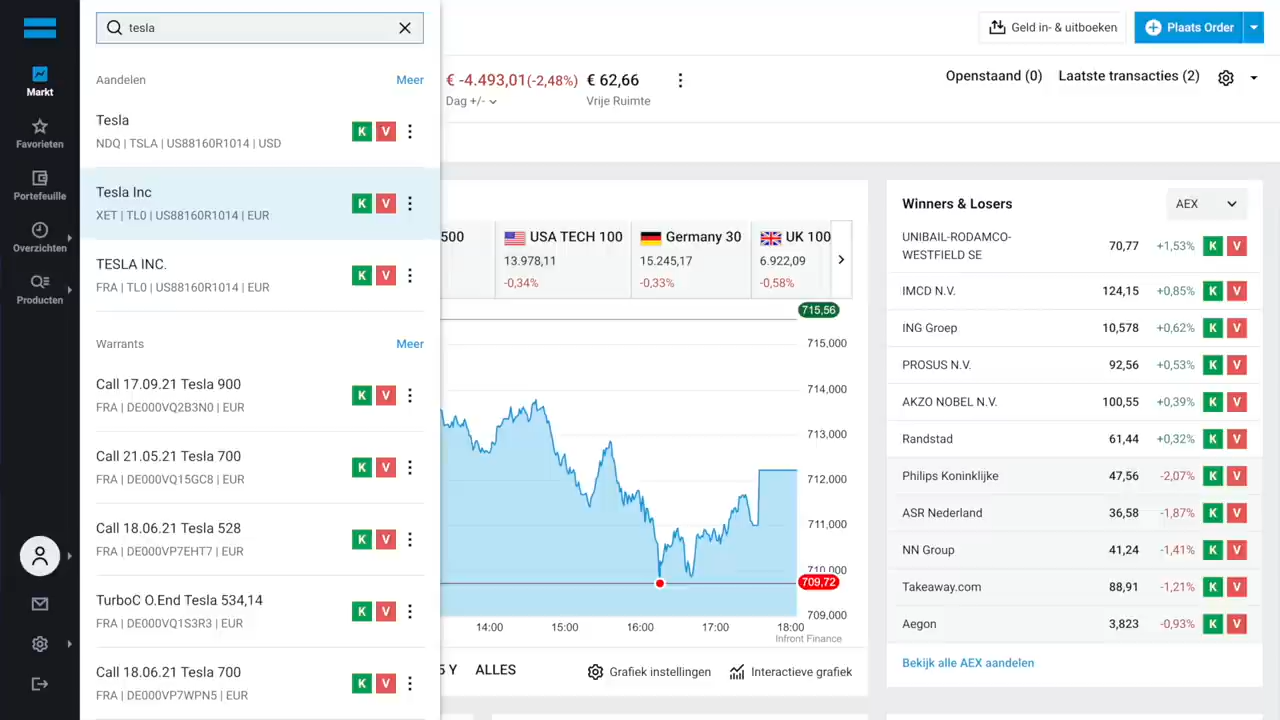 tesla
Geld in- & uitboeken
Plaats Order
Markt
Favorieten
Portefeuille
Overzichten
Producten
Aandelen
Meer
Tesla
NDQ | TSLA | US88160R1014 | USD
K
V
Tesla Inc
XET | TL0 | US88160R1014 | EUR
K
V
TESLA INC.
FRA | TL0 | US88160R1014 | EUR
K
V
Warrants
Meer
Call 17.09.21 Tesla 900
FRA | DE000VQ2B3N0 | EUR
K
V
Call 21.05.21 Tesla 700
FRA | DE000VQ15GC8 | EUR
K
V
Call 18.06.21 Tesla 528
FRA | DE000VP7EHT7 | EUR
K
V
TurboC O.End Tesla 534,14
FRA | DE000VQ1S3R3 | EUR
K
V
Call 18.06.21 Tesla 700
FRA | DE000VP7WPN5 | EUR
K
V
€ -4.493,01(-2,48%)
Dag +/-
€ 62,66
Vrije Ruimte
Openstaand (0)
Laatste transacties (2)
500
USA TECH 100
13.978,11
-0,34%
Germany 30
15.245,17
-0,33%
UK 100
6.922,09
-0,58%
715,56
715,000
714,000
713,000
712,000
711,000
710,000
709,72
709,000
14:00
15:00
16:00
17:00
18:00
Infront Finance
5 Y
ALLES
Grafiek instellingen
Interactieve grafiek
Winners & Losers
AEX
UNIBAIL-RODAMCO-
WESTFIELD SE
70,77 +1,53% K V
IMCD N.V. 124,15 +0,85% K V
ING Groep 10,578 +0,62% K V
PROSUS N.V. 92,56 +0,53% K V
AKZO NOBEL N.V. 100,55 +0,39% K V
Randstad 61,44 +0,32% K V
Philips Koninklijke 47,56 -2,07% K V
ASR Nederland 36,58 -1,87% K V
NN Group 41,24 -1,41% K V
Takeaway.com 88,91 -1,21% K V
Aegon 3,823 -0,93% K V
Bekijk alle AEX aandelen